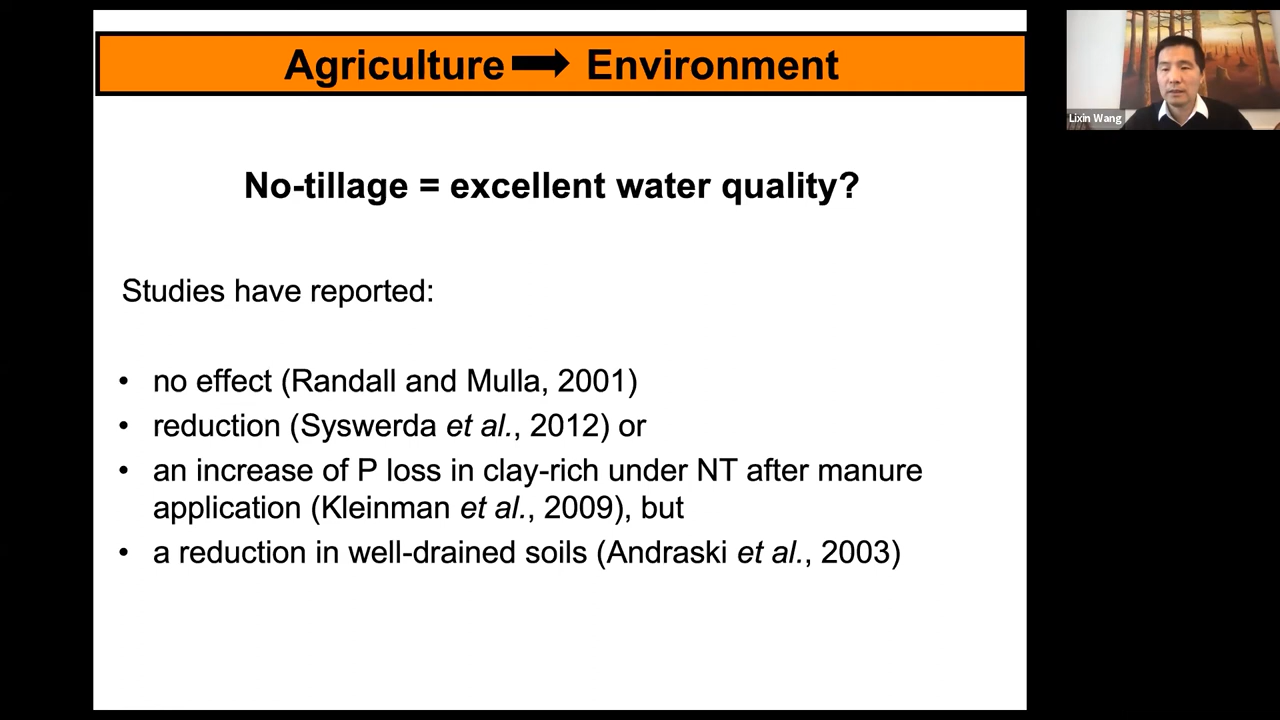 Agriculture → Environment
No-tillage = excellent water quality?
Studies have reported:
• no effect (Randall and Mulla, 2001)
• reduction (Syswerda et al., 2012) or
• an increase of P loss in clay-rich under NT after manure
application (Kleinman et al., 2009), but
• a reduction in well-drained soils (Andraski et al., 2003)
Lixin Wang